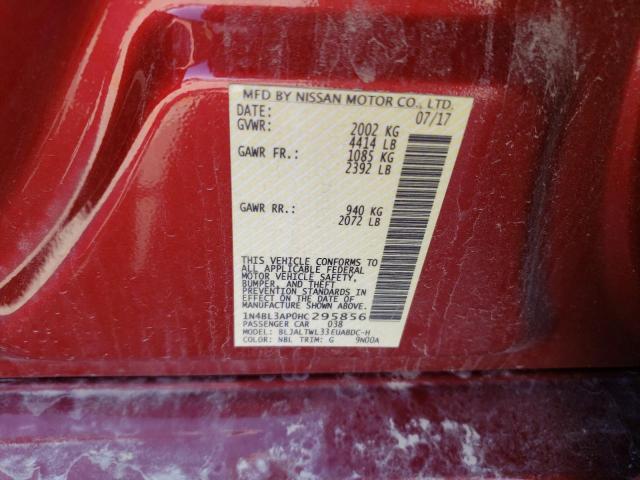 MFD BY NISSAN MOTOR CO., LTD.
DATE: 07/17
GVWR: 2002 KG
4414 LB
GAWR FR.: 1085 KG
2392 LB
GAWR RR.: 940 KG
2072 LB
THIS VEHICLE CONFORMS TO
ALL APPLICABLE FEDERAL
MOTOR VEHICLE SAFETY,
BUMPER, AND THEFT
PREVENTION STANDARDS IN
EFFECT ON THE DATE OF
MANUFACTURE SHOWN ABOVE.
1N4BL3AP0HC295856
PASSENGER CAR 038
MODEL: BLJALTWL33EUABDC-H
COLOR: NBL TRIM: G 9N00A